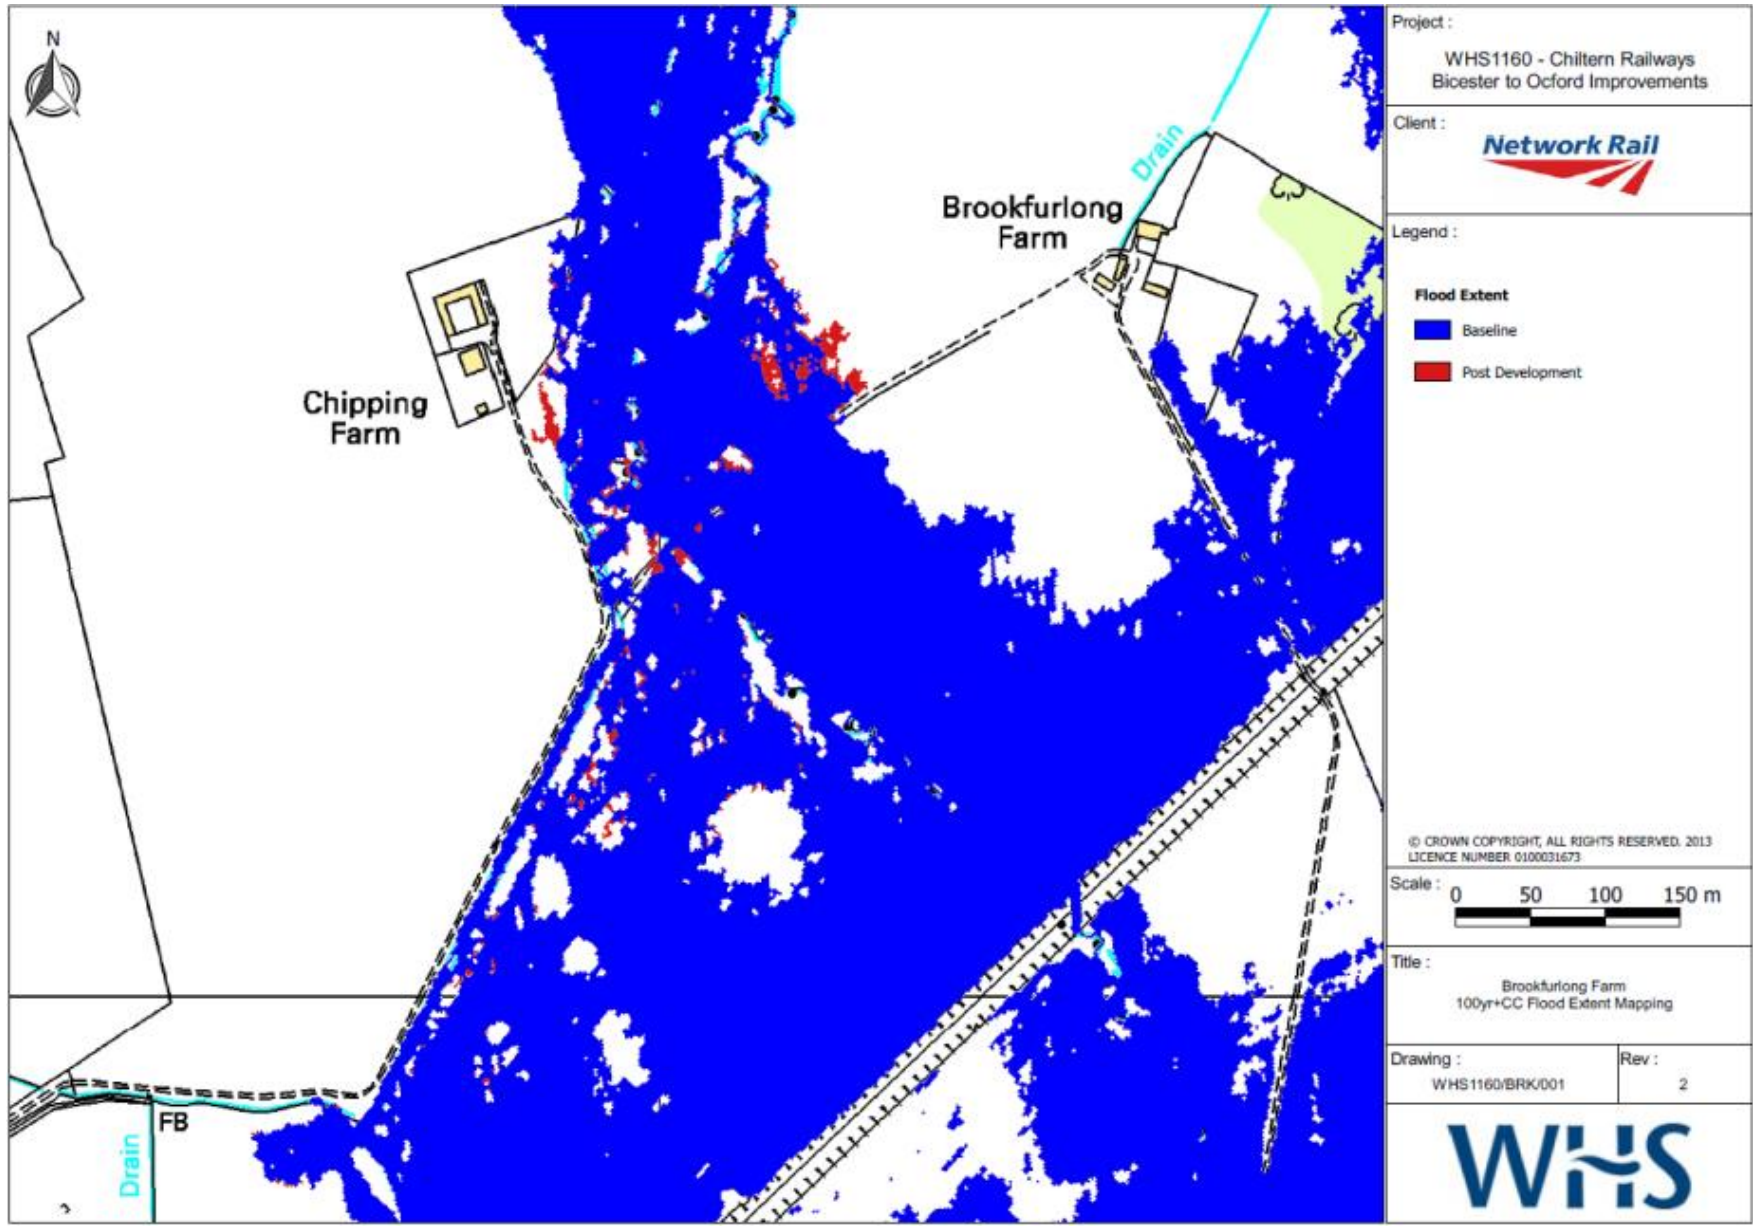 N
Drain
Brookfurlong
Farm
Chipping
Farm
FB
Drain
Project :
WHS1160 - Chiltern Railways
Bicester to Ocford Improvements
Client :
Network Rail
Legend :
Flood Extent
Baseline
Post Development
© CROWN COPYRIGHT, ALL RIGHTS RESERVED. 2013
LICENCE NUMBER 0100031673
Scale :
0 50 100 150 m
Title :
Brookfurlong Farm
100yr+CC Flood Extent Mapping
Drawing :
WHS1160/BRK/001
Rev :
2
WHS